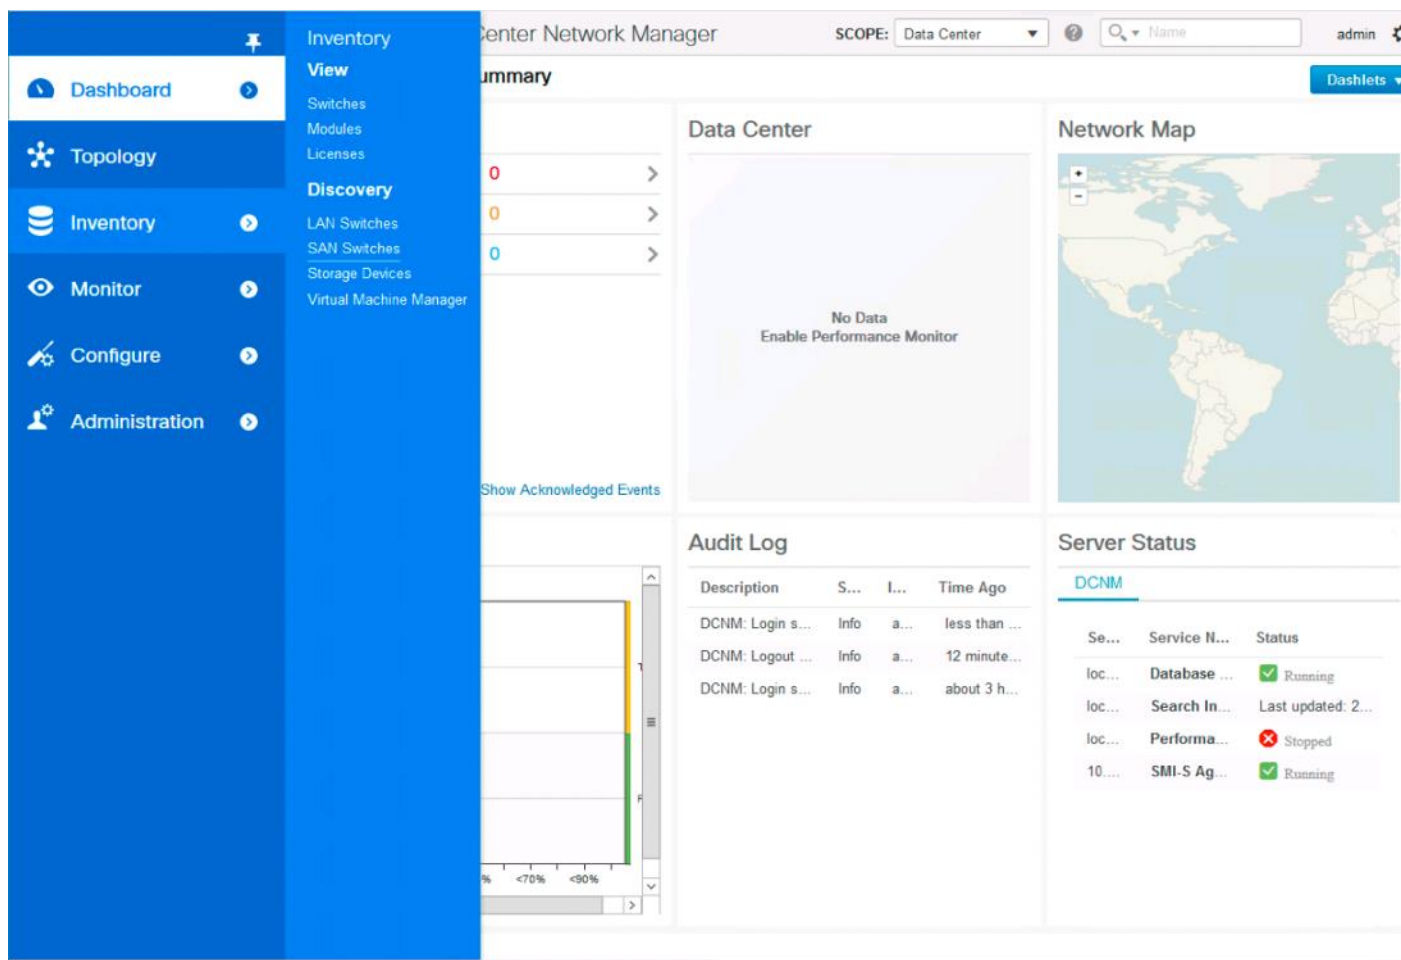 Inventory
Center Network Manager
SCOPE: Data Center
Name
admin
View
Switches
Modules
Licenses
Discovery
LAN Switches
SAN Switches
Storage Devices
Virtual Machine Manager
Dashboard
Topology
Inventory
Monitor
Configure
Administration
ummary
Dashlets
0
0
0
Show Acknowledged Events
Data Center
No Data
Enable Performance Monitor
Network Map
+
-
% <70% <90%
Audit Log
Description S... I... Time Ago
DCNM: Login s... Info a... less than ...
DCNM: Logout ... Info a... 12 minute...
DCNM: Login s... Info a... about 3 h...
Server Status
DCNM
Se... Service N... Status
loc... Database ... Running
loc... Search In... Last updated: 2...
loc... Performa... Stopped
10.... SMI-S Ag... Running